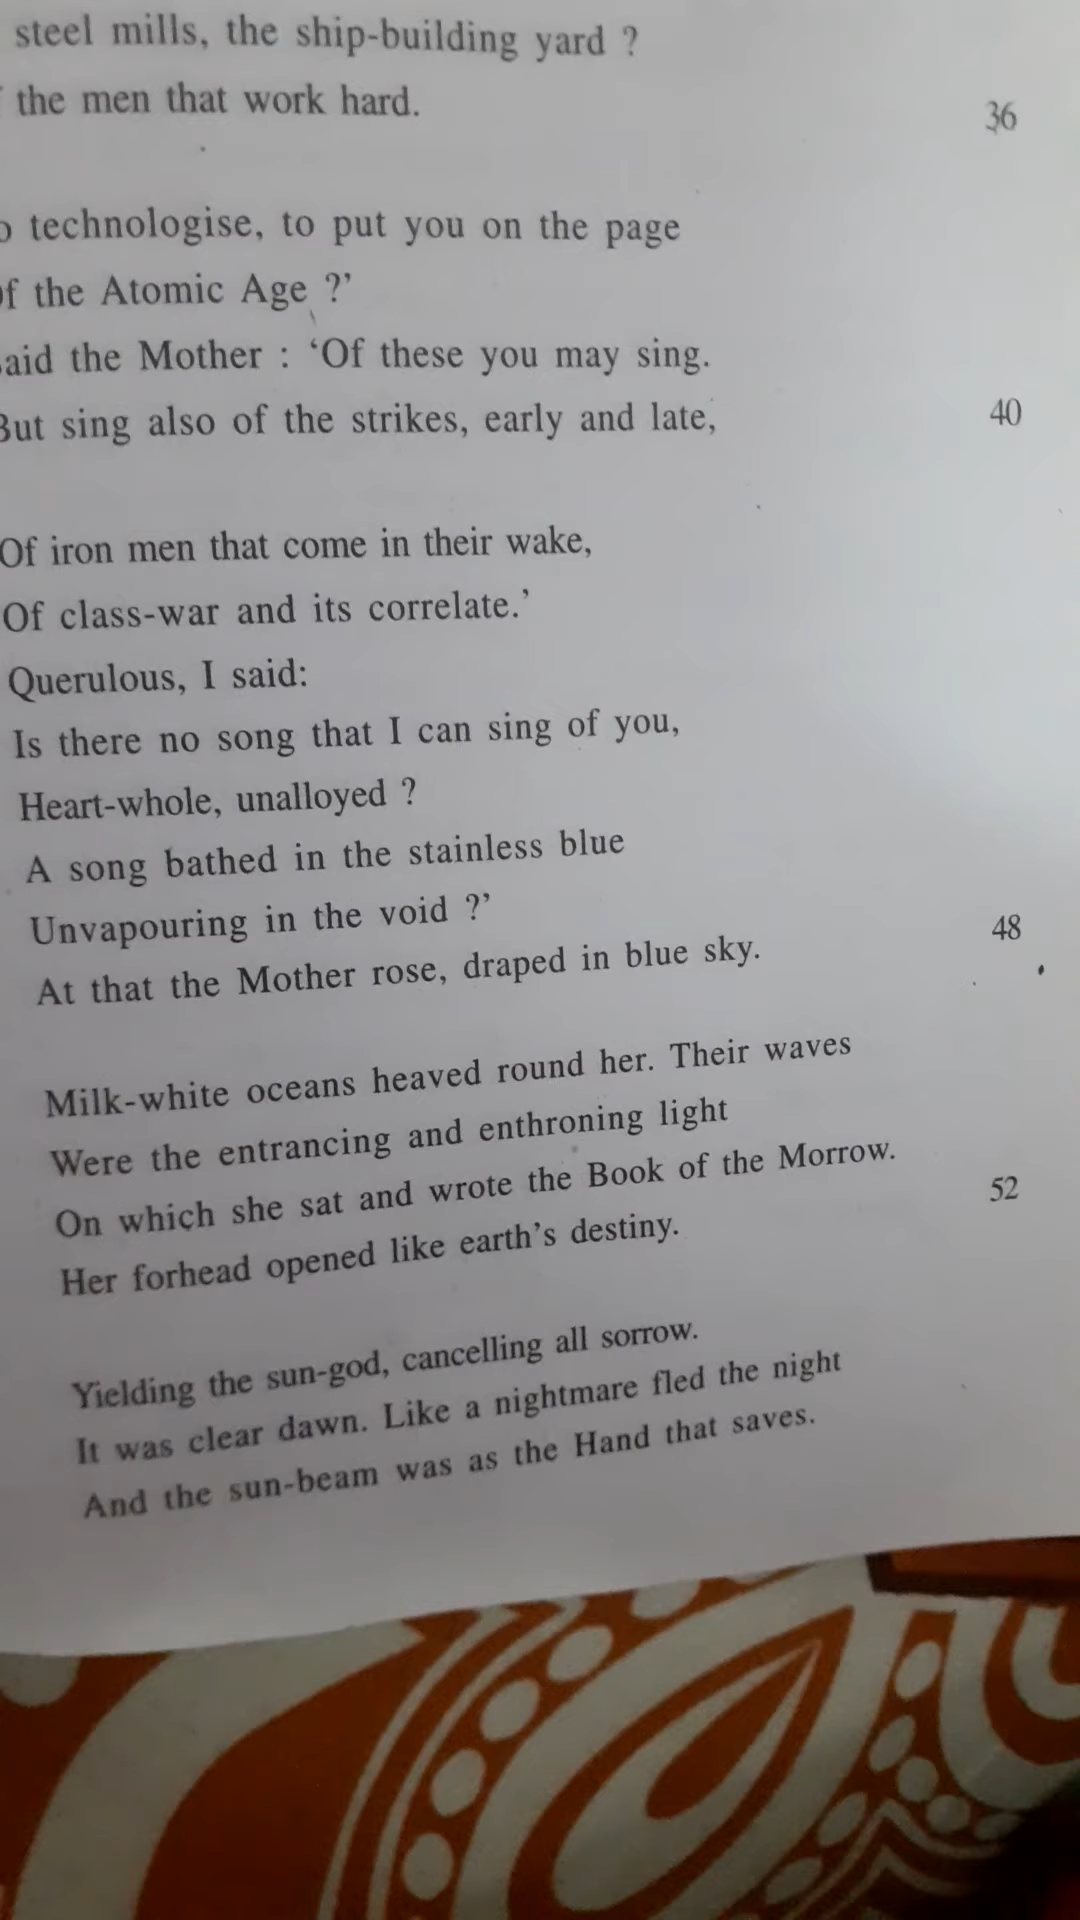 steel mills, the ship-building yard ?
the men that work hard.
36
technologise, to put you on the page
the Atomic Age ?’
the Mother : ‘Of these you may sing.
But sing also of the strikes, early and late,
40
Of iron men that come in their wake,
Of class-war and its correlate.’
Querulous, I said:
Is there no song that I can sing of you,
Heart-whole, unalloyed ?
A song bathed in the stainless blue
Unvapouring in the void ?’
At that the Mother rose, draped in blue sky.
48
Milk-white oceans heaved round her. Their waves
Were the entrancing and enthroning light
On which she sat and wrote the Book of the Morrow.
Her forhead opened like earth’s destiny.
52
Yielding the sun-god, cancelling all sorrow.
It was clear dawn. Like a nightmare fled the night
And the sun-beam was as the Hand that saves.